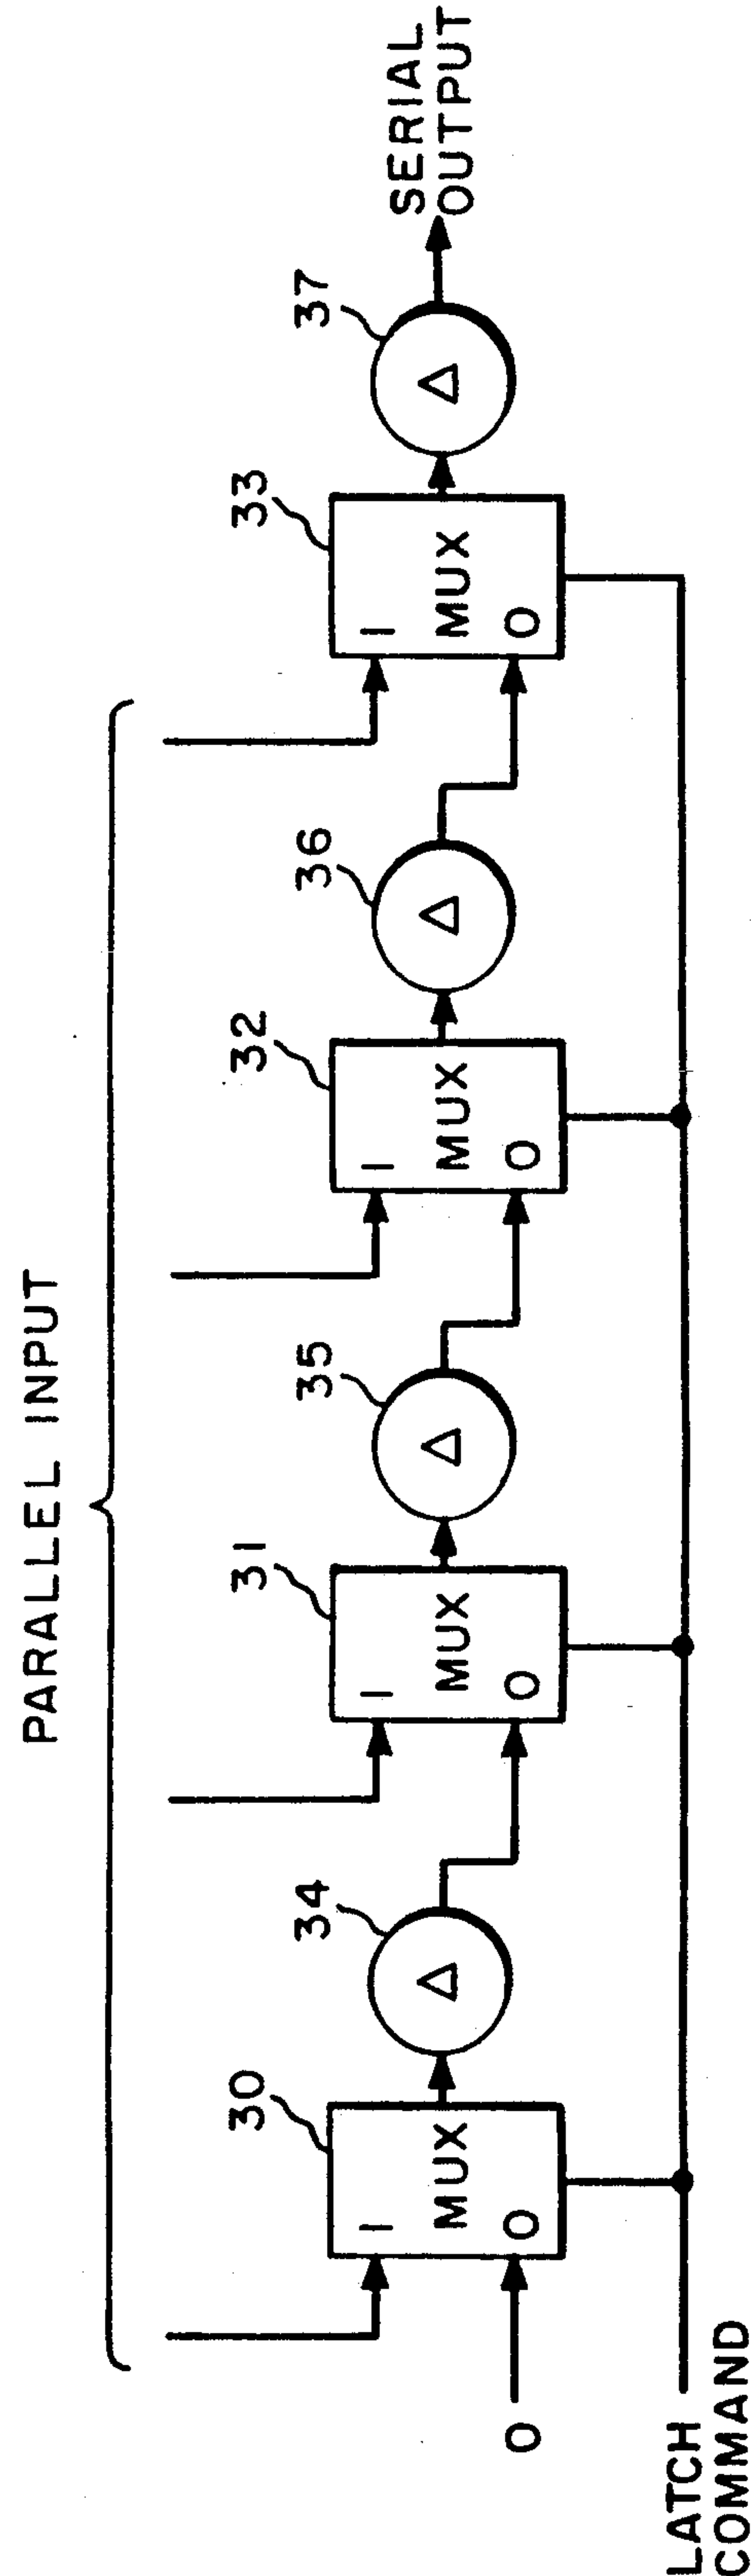 PARALLEL INPUT
30
31
32
33
34
35
36
37
1
MUX
0
Δ
1
MUX
0
Δ
1
MUX
0
Δ
1
MUX
0
Δ
SERIAL
OUTPUT
0
LATCH
COMMAND